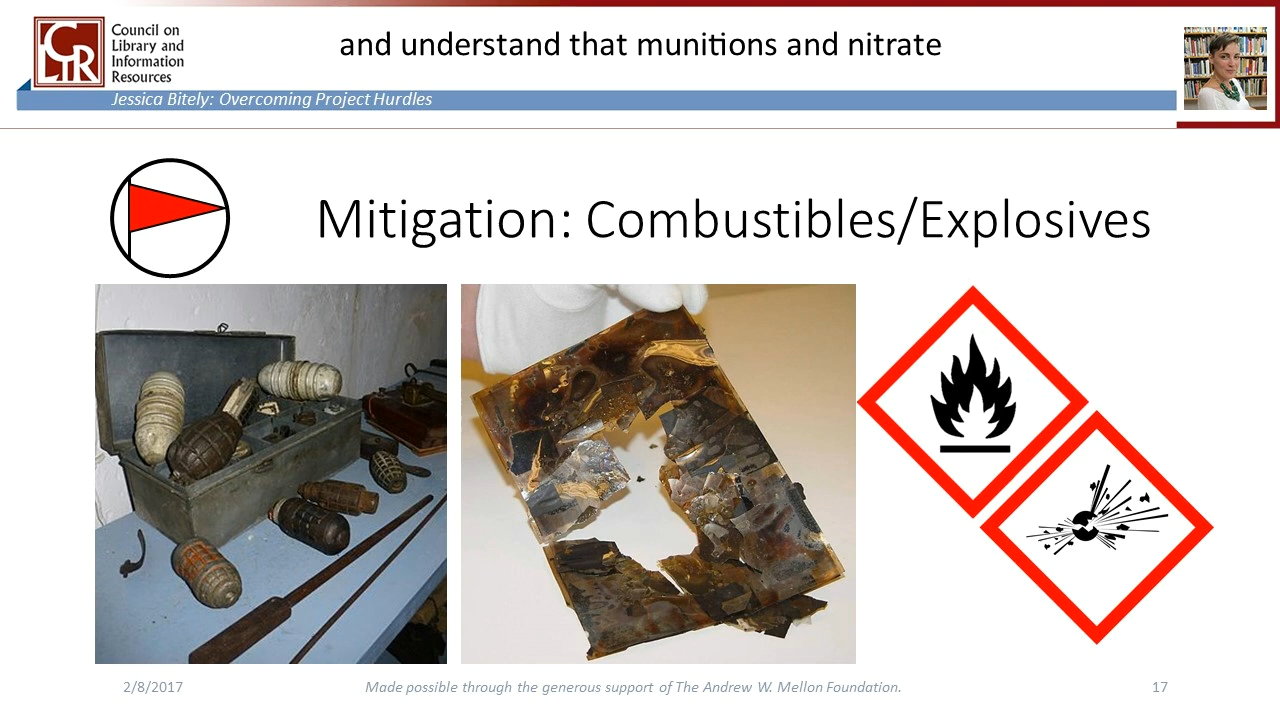 CLIR
Council on
Library and
Information
Resources
and understand that munitions and nitrate
Jessica Bitely: Overcoming Project Hurdles
Mitigation: Combustibles/Explosives
2/8/2017
Made possible through the generous support of The Andrew W. Mellon Foundation.
17